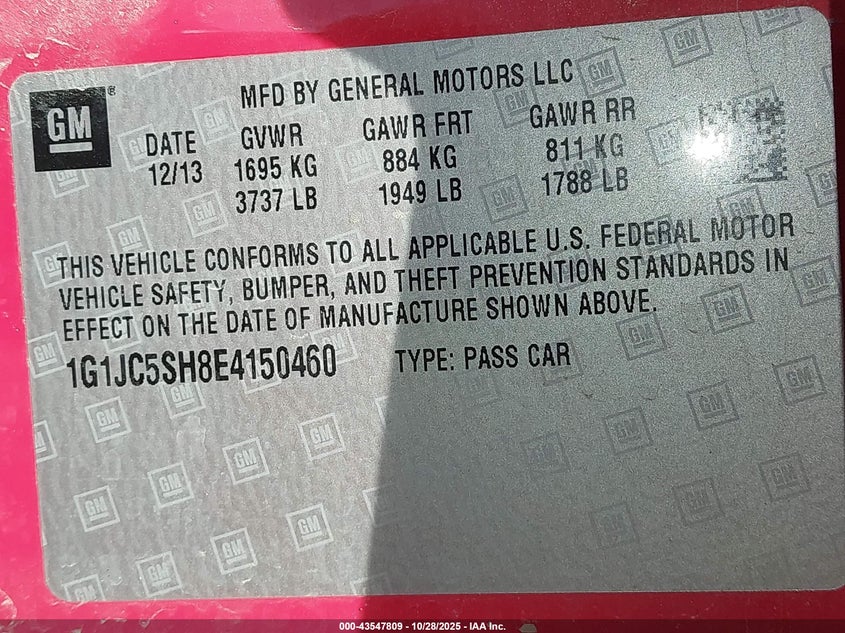 MFD BY GENERAL MOTORS LLC
GM ®
DATE GVWR GAWR FRT GAWR RR
12/13 1695 KG 884 KG 811 KG
3737 LB 1949 LB 1788 LB
THIS VEHICLE CONFORMS TO ALL APPLICABLE U.S. FEDERAL MOTOR
VEHICLE SAFETY, BUMPER, AND THEFT PREVENTION STANDARDS IN
EFFECT ON THE DATE OF MANUFACTURE SHOWN ABOVE.
1G1JC5SH8E4150460 TYPE: PASS CAR
000-43547809 | 10/28/2025 - IAA Inc.